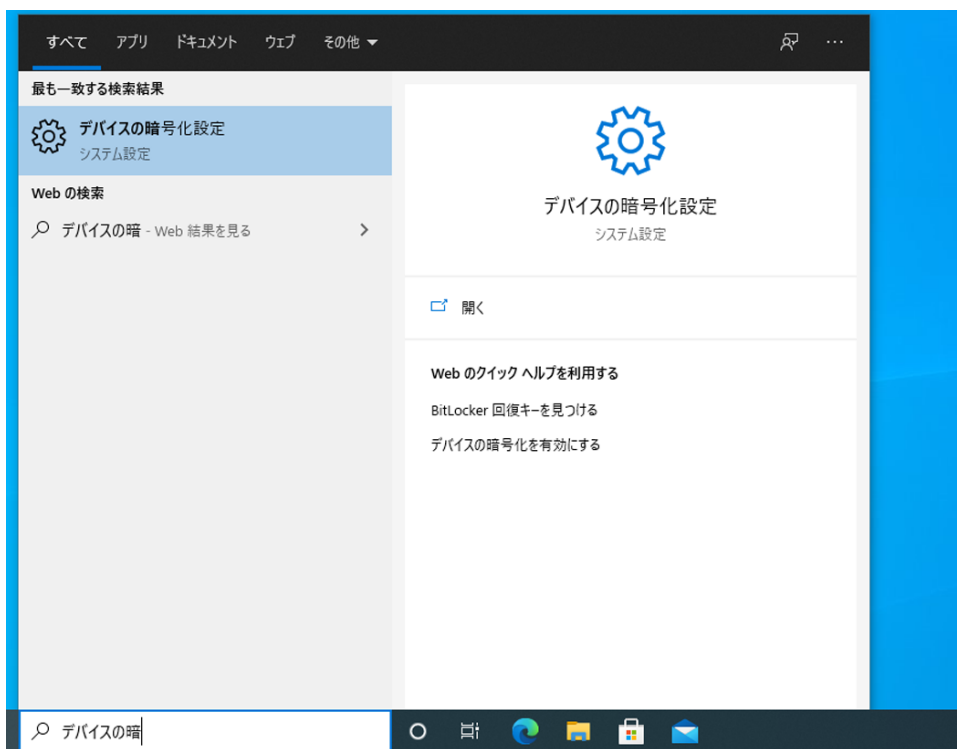 すべて アプリ ドキュメント ウェブ その他
最も一致する検索結果
デバイスの暗号化設定
システム設定
Web の検索
デバイスの暗 - Web 結果を見る
デバイスの暗号化設定
システム設定
開く
Web のクイック ヘルプを利用する
BitLocker 回復キーを見つける
デバイスの暗号化を有効にする
デバイスの暗